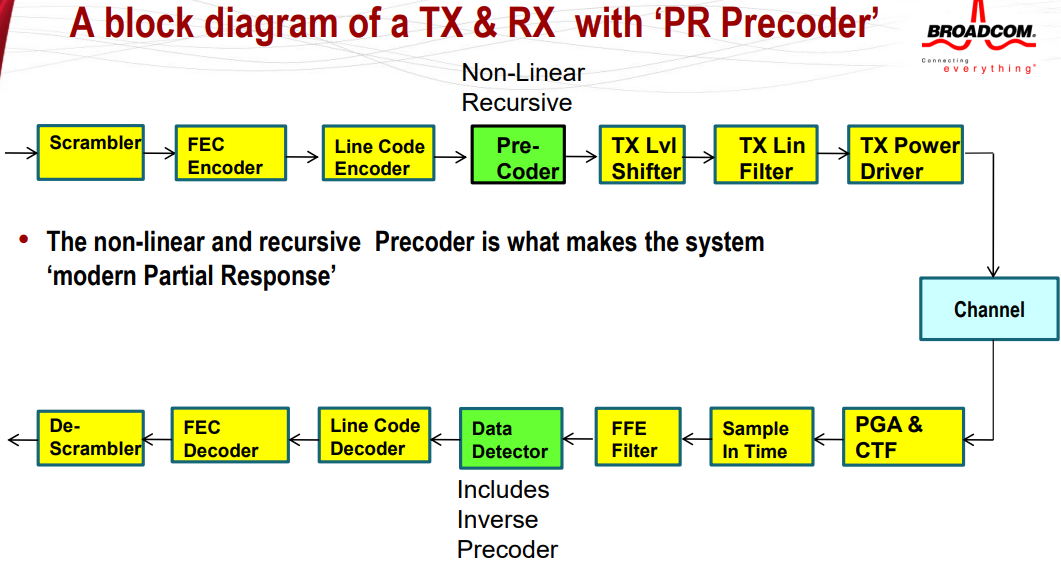 A block diagram of a TX & RX with ‘PR Precoder’
BROADCOM.
Connecting
everything®
Non-Linear
Recursive
Scrambler
FEC
Encoder
Line Code
Encoder
Pre-
Coder
TX Lvl
Shifter
TX Lin
Filter
TX Power
Driver
• The non-linear and recursive Precoder is what makes the system
‘modern Partial Response’
Channel
De-
Scrambler
FEC
Decoder
Line Code
Decoder
Data
Detector
FFE
Filter
Sample
In Time
PGA &
CTF
Includes
Inverse
Precoder